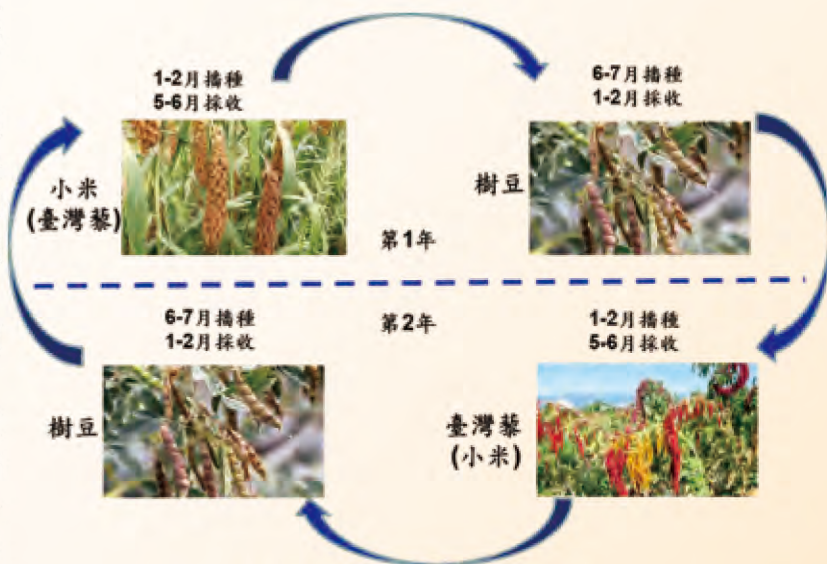 1-2月播種
5-6月採收
小米
(臺灣藜)
6-7月播種
1-2月採收
樹豆
第1年
第2年
1-2月播種
5-6月採收
臺灣藜
(小米)
6-7月播種
1-2月採收
樹豆